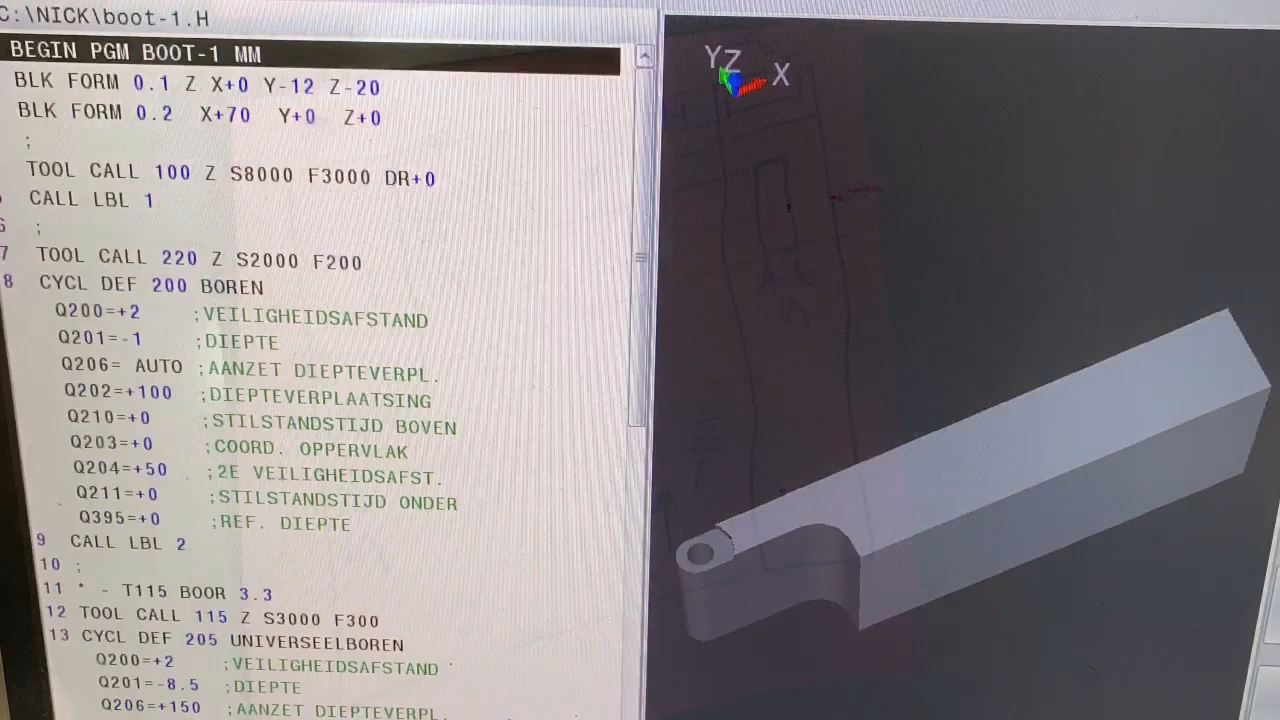 C:\NICK\boot-1.H
BEGIN PGM BOOT-1 MM
BLK FORM 0.1 Z X+0 Y-12 Z-20
BLK FORM 0.2 X+70 Y+0 Z+0
;
TOOL CALL 100 Z S8000 F3000 DR+0
CALL LBL 1
6 ;
7 TOOL CALL 220 Z S2000 F200
8 CYCL DEF 200 BOREN
Q200=+2 ;VEILIGHEIDSAFSTAND
Q201=-1 ;DIEPTE
Q206= AUTO ;AANZET DIEPTEVERPL.
Q202=+100 ;DIEPTEVERPLAATSING
Q210=+0 ;STILSTANDSTIJD BOVEN
Q203=+0 ;COORD. OPPERVLAK
Q204=+50 ;2E VEILIGHEIDSAFST.
Q211=+0 ;STILSTANDSTIJD ONDER
Q395=+0 ;REF. DIEPTE
9 CALL LBL 2
10 ;
11 * - T115 BOOR 3.3
12 TOOL CALL 115 Z S3000 F300
13 CYCL DEF 205 UNIVERSEELBOREN
Q200=+2 ;VEILIGHEIDSAFSTAND
Q201=-8.5 ;DIEPTE
Q206=+150 ;AANZET DIEPTEVERPL.
Y Z X